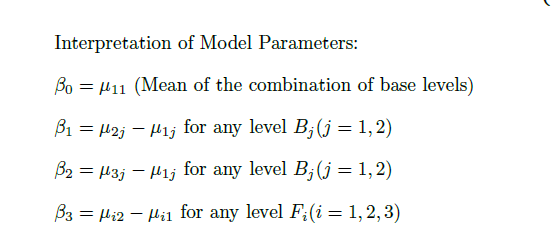 Interpretation of Model Parameters:
β₀ = μ₁₁ (Mean of the combination of base levels)
β₁ = μ₂ⱼ − μ₁ⱼ for any level Bⱼ(j = 1, 2)
β₂ = μ₃ⱼ − μ₁ⱼ for any level Bⱼ(j = 1, 2)
β₃ = μᵢ₂ − μᵢ₁ for any level Fᵢ(i = 1, 2, 3)